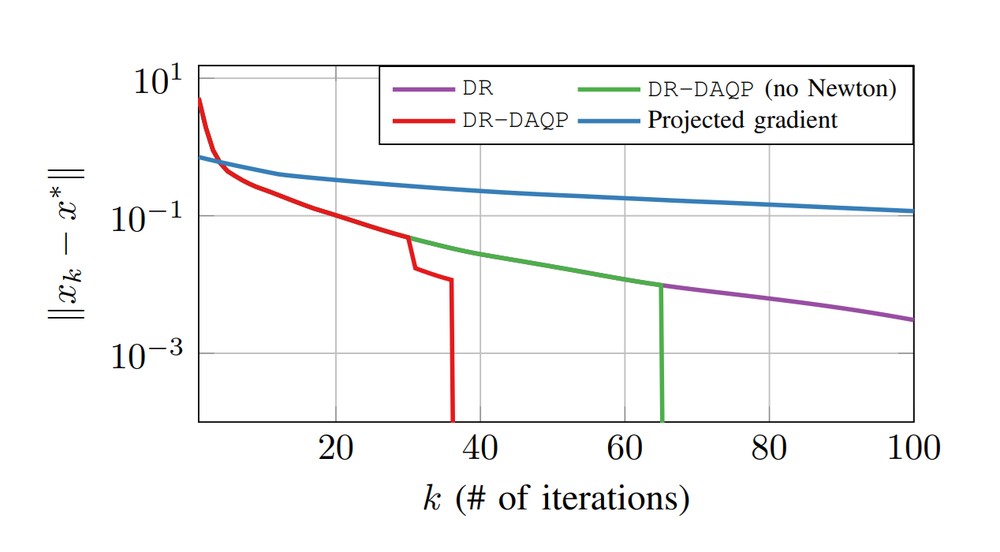 10^1
10^−1
10^−3
‖x_k − x*‖
DR
DR-DAQP (no Newton)
DR-DAQP
Projected gradient
20 40 60 80 100
k (# of iterations)